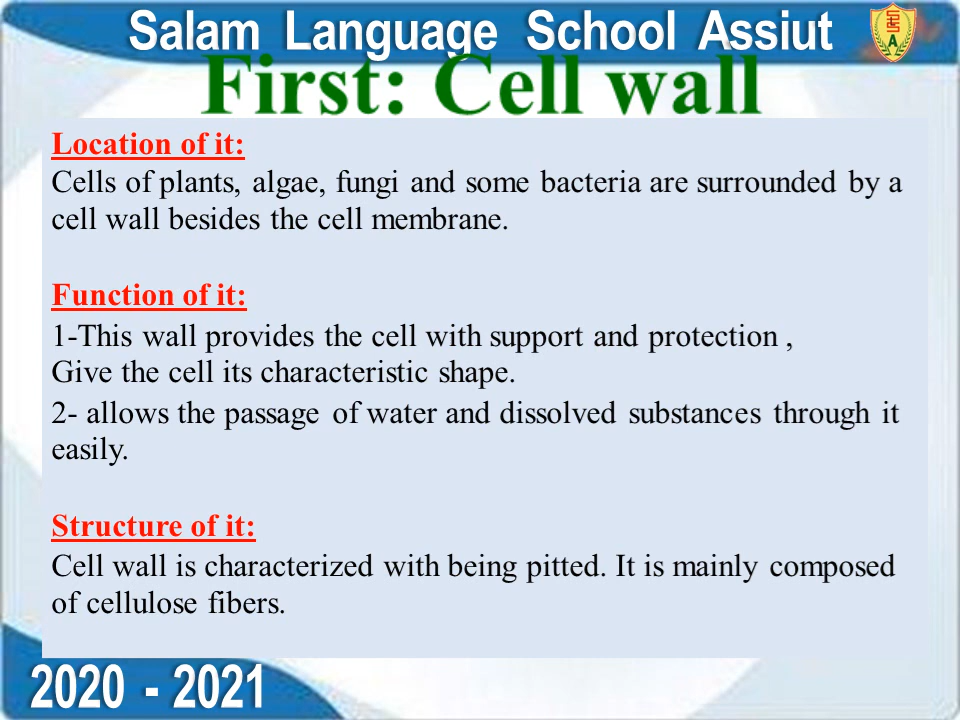 Salam Language School Assiut
First: Cell wall
Location of it:
Cells of plants, algae, fungi and some bacteria are surrounded by a
cell wall besides the cell membrane.
Function of it:
1-This wall provides the cell with support and protection ,
Give the cell its characteristic shape.
2- allows the passage of water and dissolved substances through it
easily.
Structure of it:
Cell wall is characterized with being pitted. It is mainly composed
of cellulose fibers.
2020 - 2021